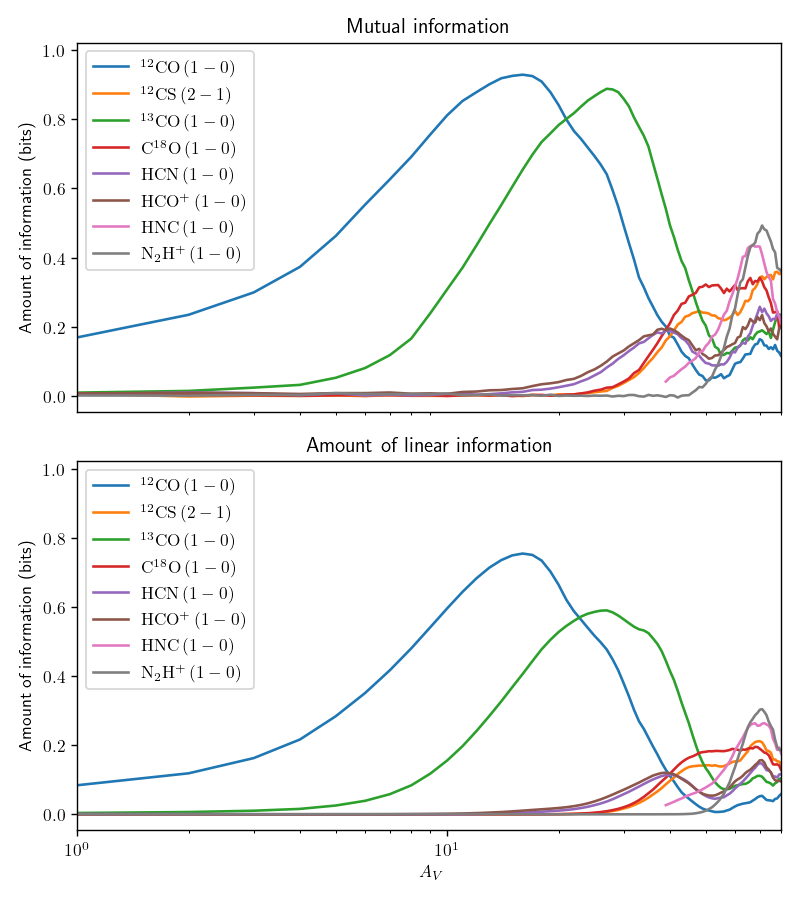 Mutual information
Amount of information (bits)
1.0
0.8
0.6
0.4
0.2
0.0
¹²CO (1 − 0)
¹²CS (2 − 1)
¹³CO (1 − 0)
C¹⁸O (1 − 0)
HCN (1 − 0)
HCO⁺ (1 − 0)
HNC (1 − 0)
N₂H⁺ (1 − 0)
Amount of linear information
Amount of information (bits)
1.0
0.8
0.6
0.4
0.2
0.0
¹²CO (1 − 0)
¹²CS (2 − 1)
¹³CO (1 − 0)
C¹⁸O (1 − 0)
HCN (1 − 0)
HCO⁺ (1 − 0)
HNC (1 − 0)
N₂H⁺ (1 − 0)
10⁰ 10¹
A_V